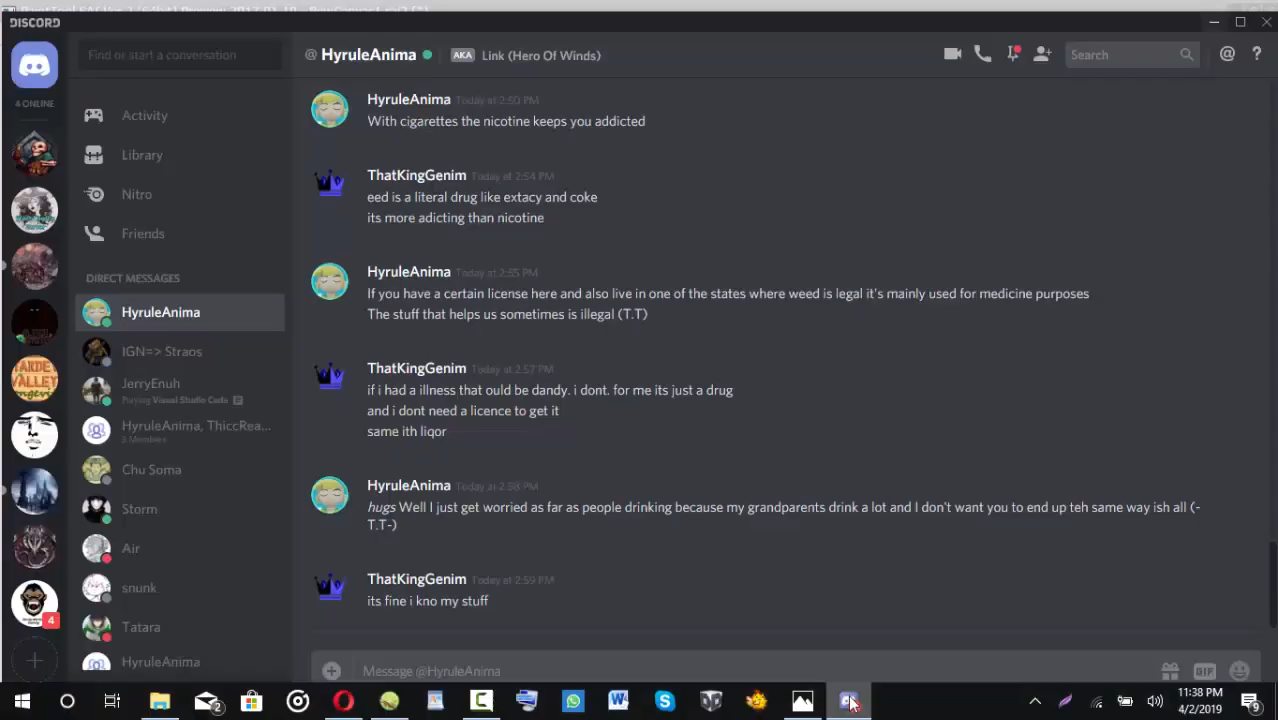 DISCORD
Find or start a conversation
@ HyruleAnima AKA Link (Hero Of Winds)
Search
4 ONLINE
Activity
Library
Nitro
Friends
DIRECT MESSAGES
HyruleAnima
IGN=> Straos
JerryEnuh
Playing Visual Studio Code
HyruleAnima, ThiccRea...
5 Members
Chu Soma
Storm
Air
snunk
Tatara
HyruleAnima
4
HyruleAnima Today at 2:50 PM
With cigarettes the nicotine keeps you addicted
ThatKingGenim Today at 2:54 PM
eed is a literal drug like extacy and coke
its more adicting than nicotine
HyruleAnima Today at 2:55 PM
If you have a certain license here and also live in one of the states where weed is legal it's mainly used for medicine purposes
The stuff that helps us sometimes is illegal (T.T)
ThatKingGenim Today at 2:57 PM
if i had a illness that ould be dandy. i dont. for me its just a drug
and i dont need a licence to get it
same ith liqor
HyruleAnima Today at 2:58 PM
hugs Well I just get worried as far as people drinking because my grandparents drink a lot and I don't want you to end up teh same way ish all (-
T.T-)
ThatKingGenim Today at 2:59 PM
its fine i kno my stuff
Message @HyruleAnima
GIF
2
11:38 PM
4/2/2019
9